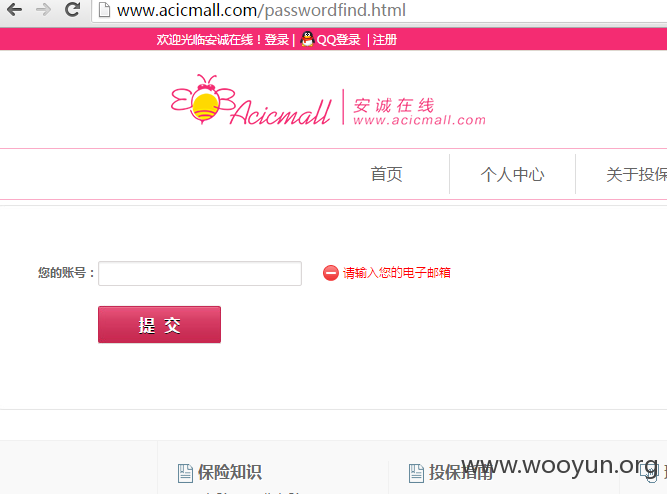 www.acicmall.com/passwordfind.html
欢迎光临安诚在线！登录 | QQ登录 | 注册
Acicmall 安诚在线
www.acicmall.com
首页 个人中心 关于投保
您的账号： 请输入您的电子邮箱
提 交
保险知识 投保指南
www.wooyun.org